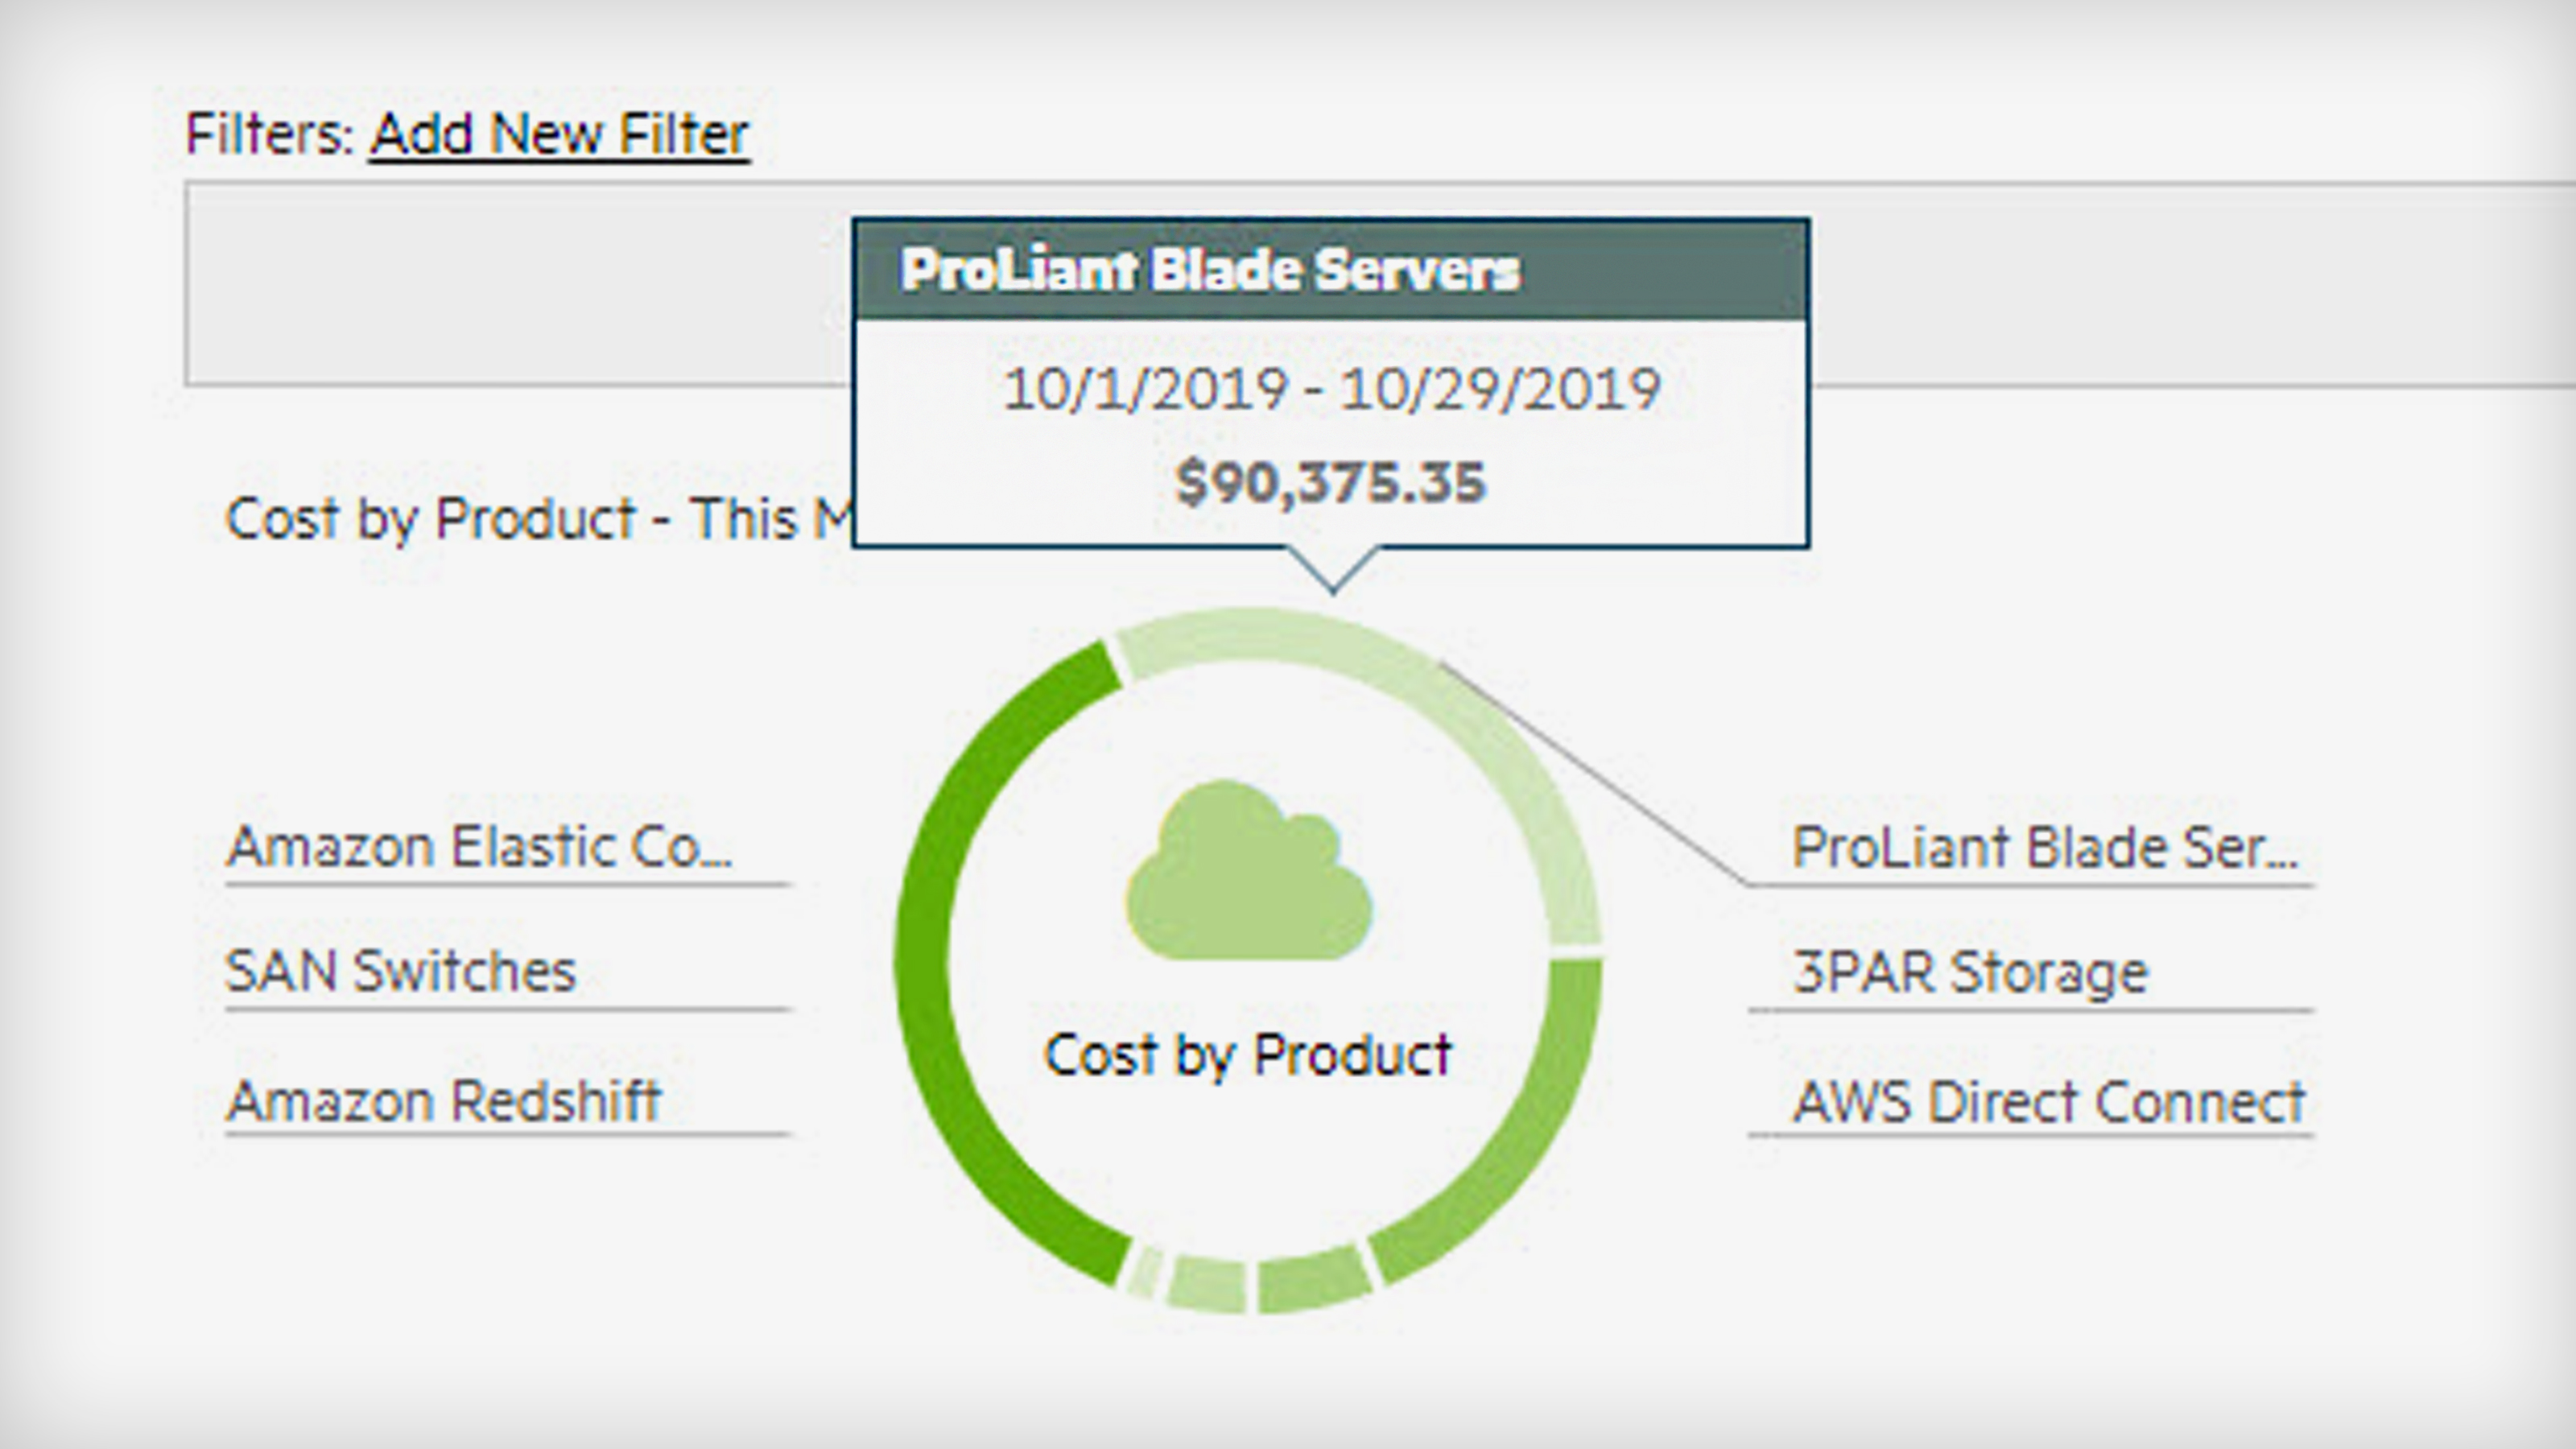 Filters: Add New Filter
ProLiant Blade Servers
10/1/2019 - 10/29/2019
$90,375.35
Cost by Product - This M
Amazon Elastic Co...
SAN Switches
Amazon Redshift
Cost by Product
ProLiant Blade Ser...
3PAR Storage
AWS Direct Connect